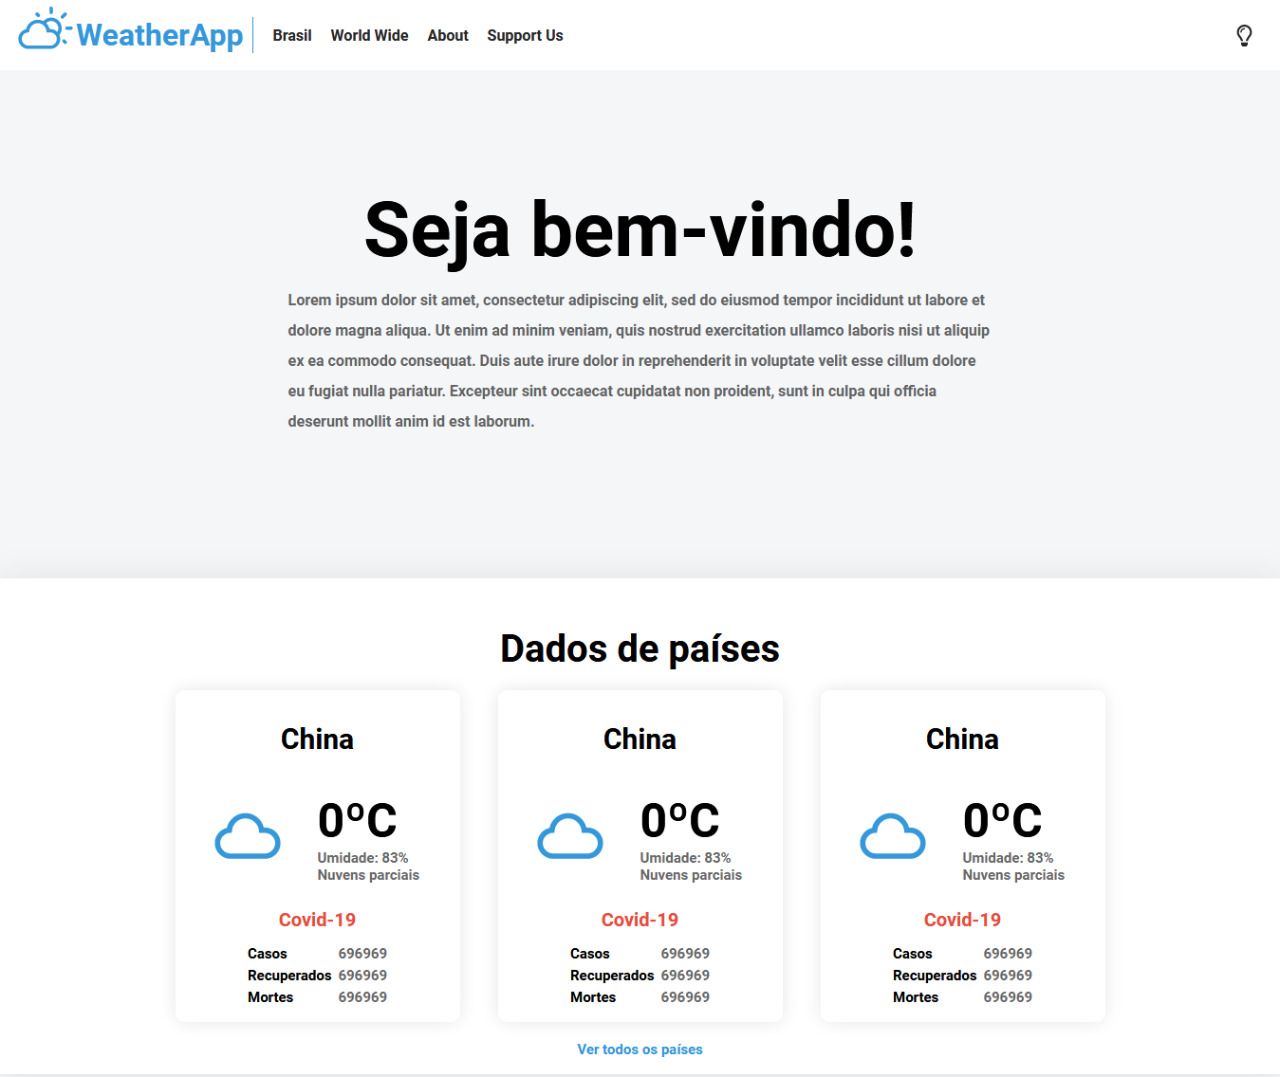 WeatherApp
Brasil World Wide About Support Us
Seja bem-vindo!
Lorem ipsum dolor sit amet, consectetur adipiscing elit, sed do eiusmod tempor incididunt ut labore et
dolore magna aliqua. Ut enim ad minim veniam, quis nostrud exercitation ullamco laboris nisi ut aliquip
ex ea commodo consequat. Duis aute irure dolor in reprehenderit in voluptate velit esse cillum dolore
eu fugiat nulla pariatur. Excepteur sint occaecat cupidatat non proident, sunt in culpa qui officia
deserunt mollit anim id est laborum.
Dados de países
China
0ºC
Umidade: 83%
Nuvens parciais
Covid-19
Casos 696969
Recuperados 696969
Mortes 696969
China
0ºC
Umidade: 83%
Nuvens parciais
Covid-19
Casos 696969
Recuperados 696969
Mortes 696969
China
0ºC
Umidade: 83%
Nuvens parciais
Covid-19
Casos 696969
Recuperados 696969
Mortes 696969
Ver todos os países